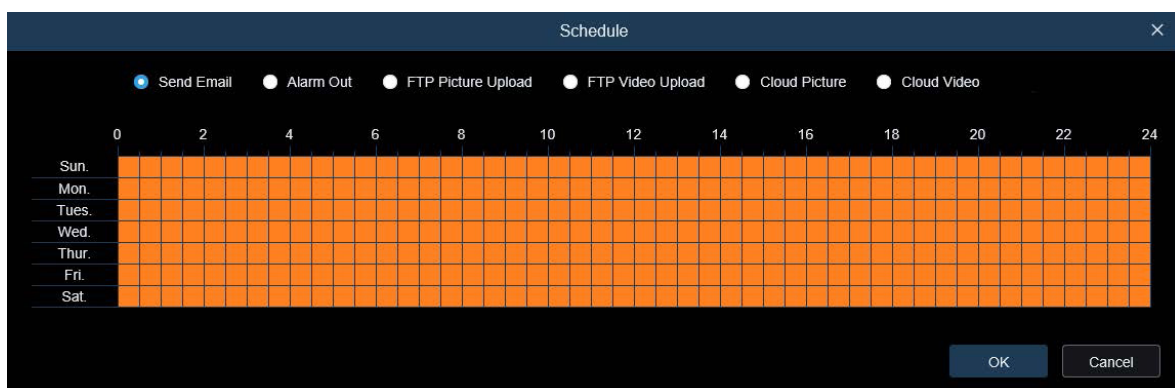 Schedule
Send Email Alarm Out FTP Picture Upload FTP Video Upload Cloud Picture Cloud Video
0 2 4 6 8 10 12 14 16 18 20 22 24
Sun.
Mon.
Tues.
Wed.
Thur.
Fri.
Sat.
OK Cancel